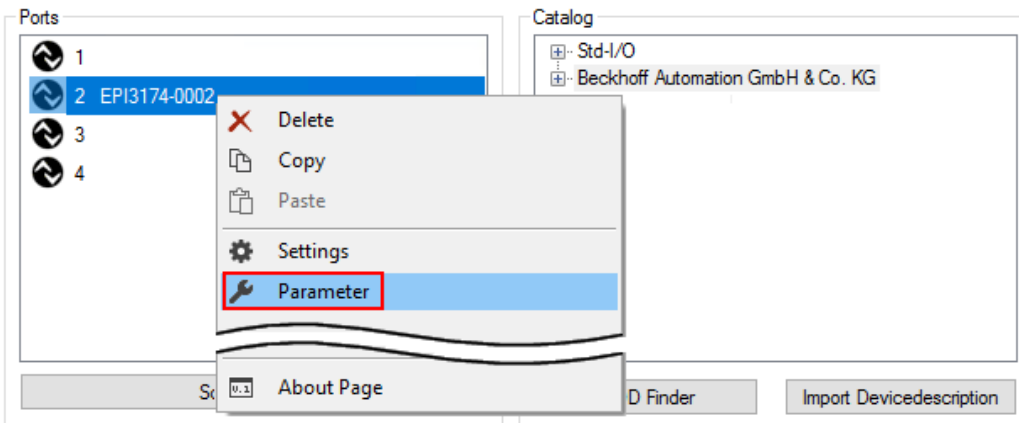 Ports
1
2 EPI3174-0002
3
4
Delete
Copy
Paste
Settings
Parameter
About Page
Catalog
Std-I/O
Beckhoff Automation GmbH & Co. KG
Finder
Import Devicedescription